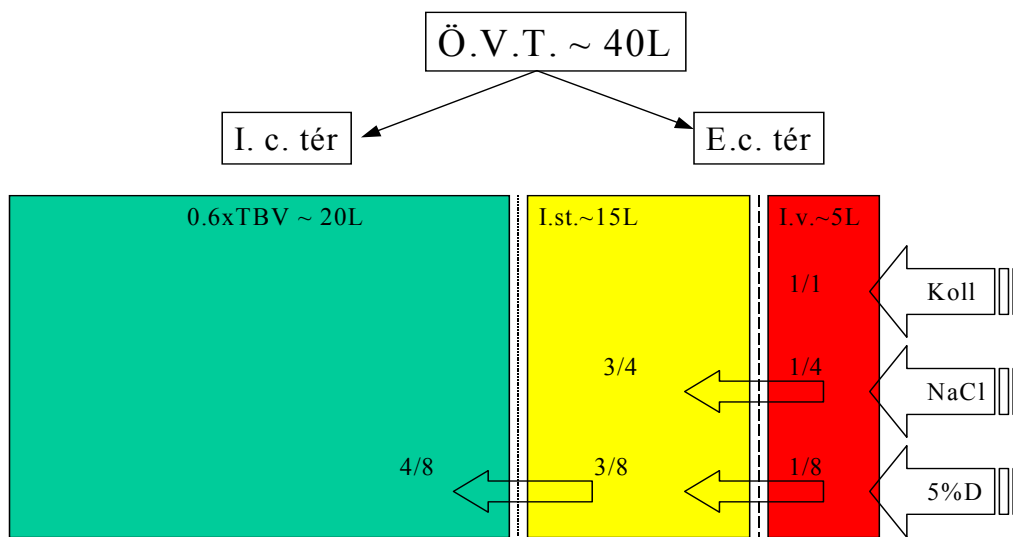 Ö.V.T. ~ 40L
I. c. tér
E.c. tér
0.6xTBV ~ 20L
I.st.~15L
I.v.~5L
1/1
Koll
3/4
1/4
NaCl
4/8
3/8
1/8
5%D